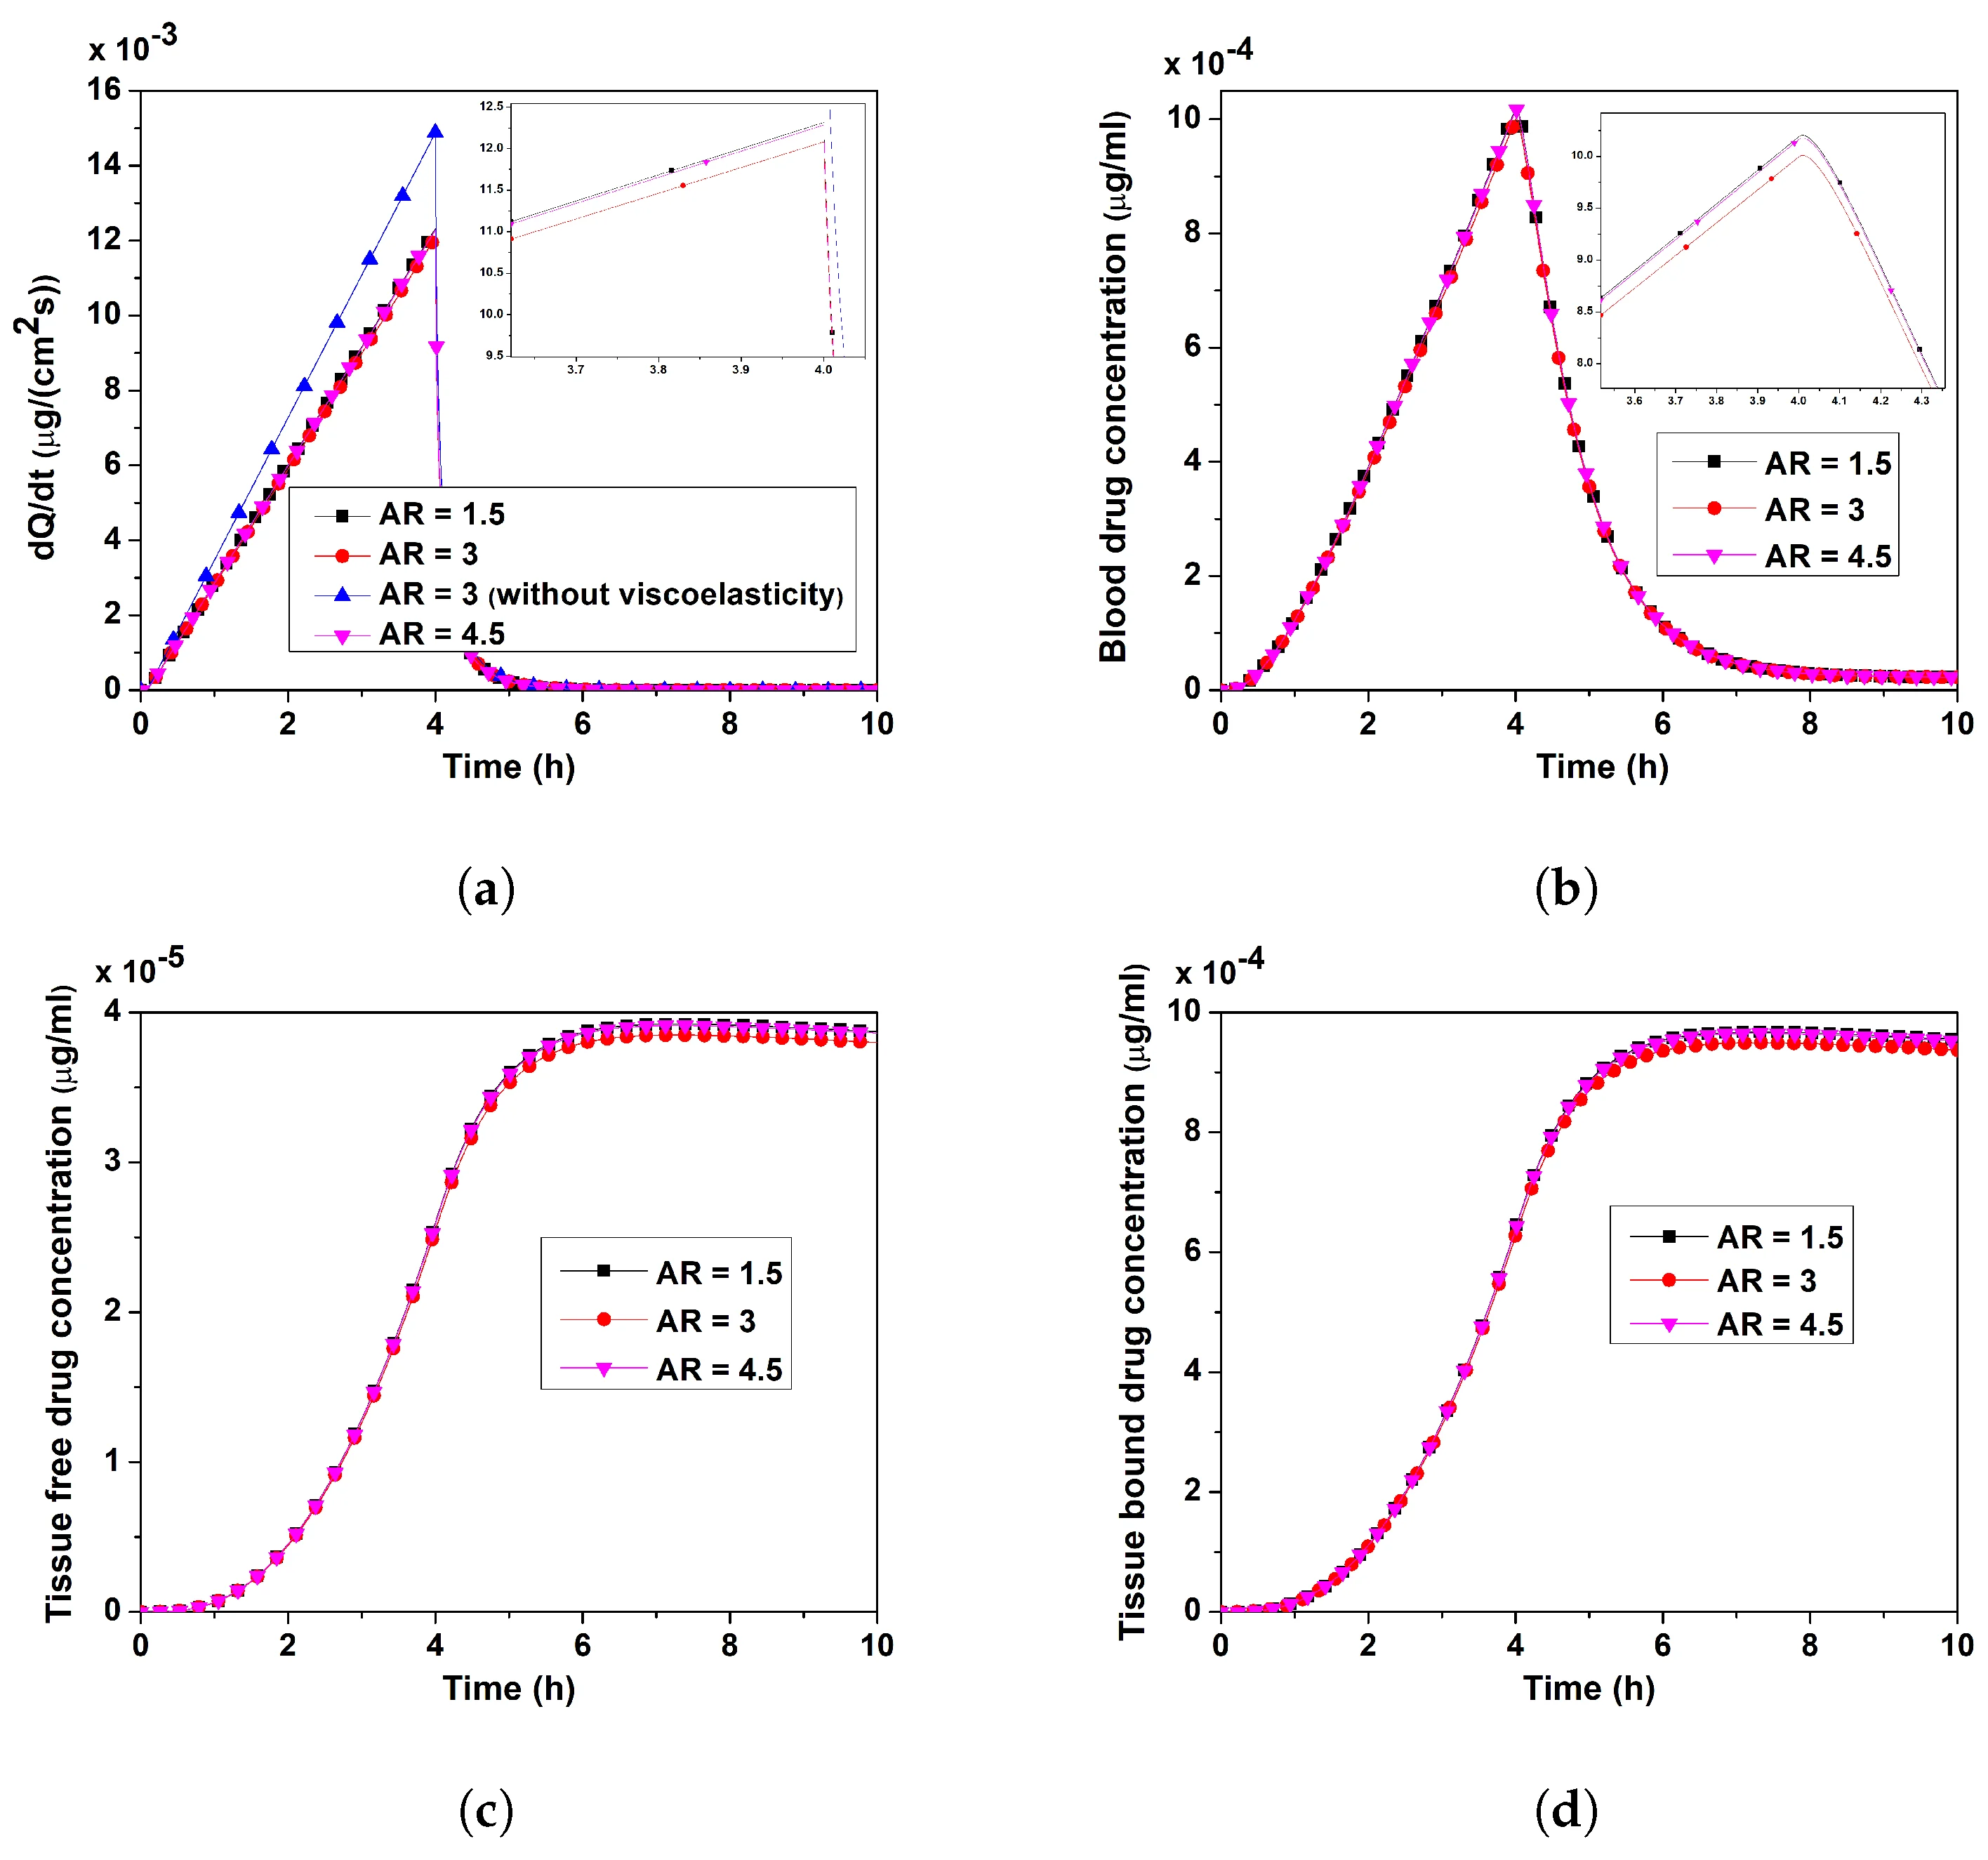 x 10-3
dQ/dt (μg/(cm2s))
16
14
12
10
8
6
4
2
0
0 2 4 6 8 10
Time (h)
12.5
12.0
11.5
11.0
10.5
10.0
9.5
3.7 3.8 3.9 4.0
AR = 1.5
AR = 3
AR = 3 (without viscoelasticity)
AR = 4.5
(a)
x 10-4
Blood drug concentration (μg/ml)
10
8
6
4
2
0
0 2 4 6 8 10
Time (h)
10.0
9.5
9.0
8.5
8.0
3.6 3.7 3.9 4.0 4.1 4.2 4.3
AR = 1.5
AR = 3
AR = 4.5
(b)
x 10-5
Tissue free drug concentration (μg/ml)
4
3
2
1
0
0 2 4 6 8 10
Time (h)
AR = 1.5
AR = 3
AR = 4.5
(c)
x 10-4
Tissue bound drug concentration (μg/ml)
10
8
6
4
2
0
0 2 4 6 8 10
Time (h)
AR = 1.5
AR = 3
AR = 4.5
(d)